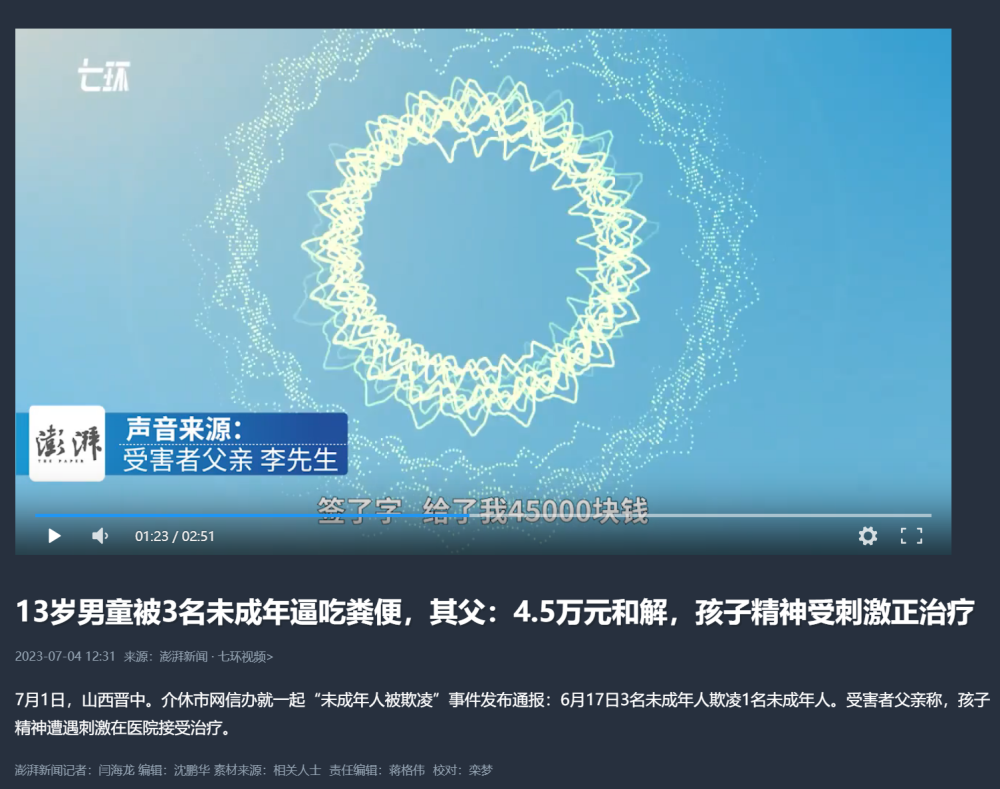 七环
澎湃
THE PAPER
声音来源：
受害者父亲 李先生
签了字 给了我45000块钱
01:23 / 02:51
13岁男童被3名未成年逼吃粪便，其父：4.5万元和解，孩子精神受刺激正治疗
2023-07-04 12:31 来源：澎湃新闻 · 七环视频>
7月1日，山西晋中。介休市网信办就一起“未成年人被欺凌”事件发布通报：6月17日3名未成年人欺凌1名未成年人。受害者父亲称，孩子
精神遭遇刺激在医院接受治疗。
澎湃新闻记者：闫海龙 编辑：沈鹏华 素材来源：相关人士 责任编辑：蒋格伟 校对：栾梦